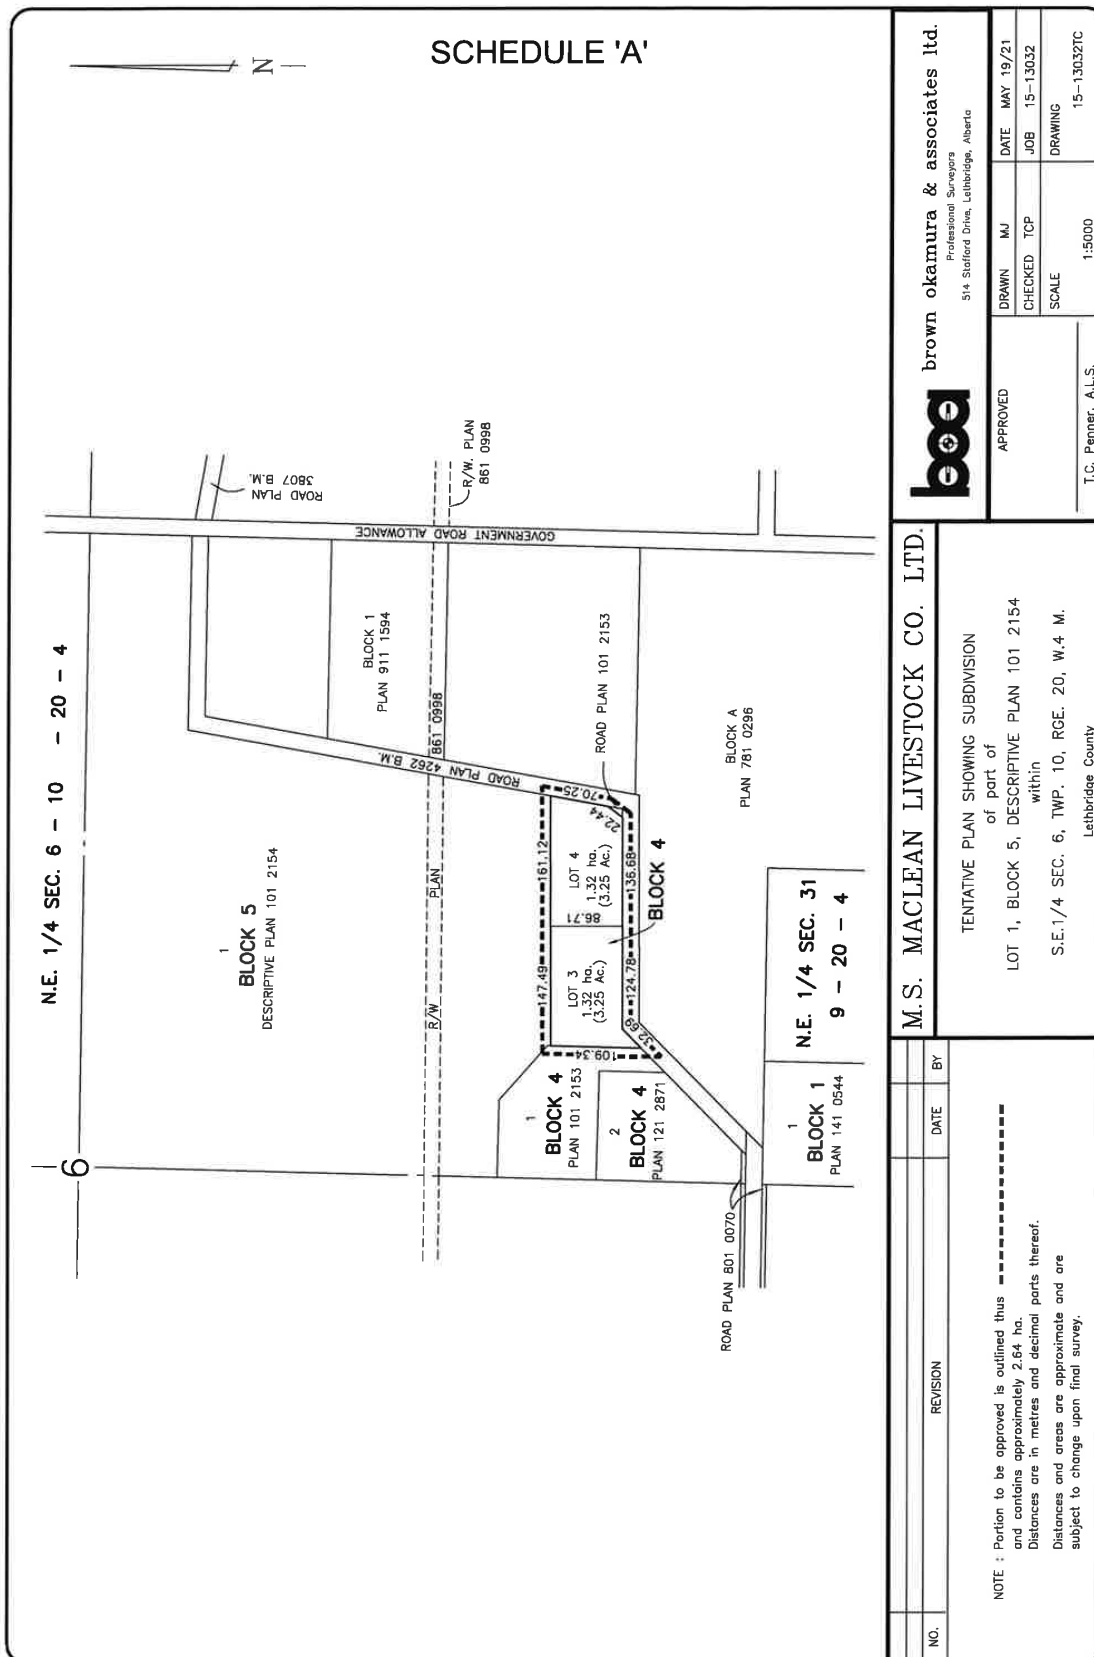 SCHEDULE 'A'
N
N.E. 1/4 SEC. 6 - 10 - 20 - 4
6
1
BLOCK 5
DESCRIPTIVE PLAN 101 2154
ROAD PLAN
3807 B.M.
GOVERNMENT ROAD ALLOWANCE
R/W. PLAN
861 0998
BLOCK 1
PLAN 911 1594
R/W
PLAN
861 0998
ROAD PLAN 4262 B.M.
ROAD PLAN 101 2153
147.49
161.12
70.25
22.44
LOT 3
1.32 ha.
(3.25 Ac.)
86.71
LOT 4
1.32 ha.
(3.25 Ac.)
109.34
32.69
124.78
136.68
BLOCK 4
1
BLOCK 4
PLAN 101 2153
2
BLOCK 4
PLAN 121 2871
BLOCK A
PLAN 781 0296
ROAD PLAN 801 0070
1
BLOCK 1
PLAN 141 0544
N.E. 1/4 SEC. 31
9 - 20 - 4
NO.
REVISION
DATE
BY
NOTE : Portion to be approved is outlined thus
and contains approximately 2.64 ha.
Distances are in metres and decimal parts thereof.
Distances and areas are approximate and are
subject to change upon final survey.
M.S. MACLEAN LIVESTOCK CO. LTD.
TENTATIVE PLAN SHOWING SUBDIVISION
of part of
LOT 1, BLOCK 5, DESCRIPTIVE PLAN 101 2154
within
S.E.1/4 SEC. 6, TWP. 10, RGE. 20, W.4 M.
Lethbridge County
boa
brown okamura & associates ltd.
Professional Surveyors
514 Stafford Drive, Lethbridge, Alberta
APPROVED
T.C. Penner, A.L.S.
DRAWN MJ
DATE MAY 19/21
CHECKED TCP
JOB 15-13032
SCALE
1:5000
DRAWING
15-13032TC